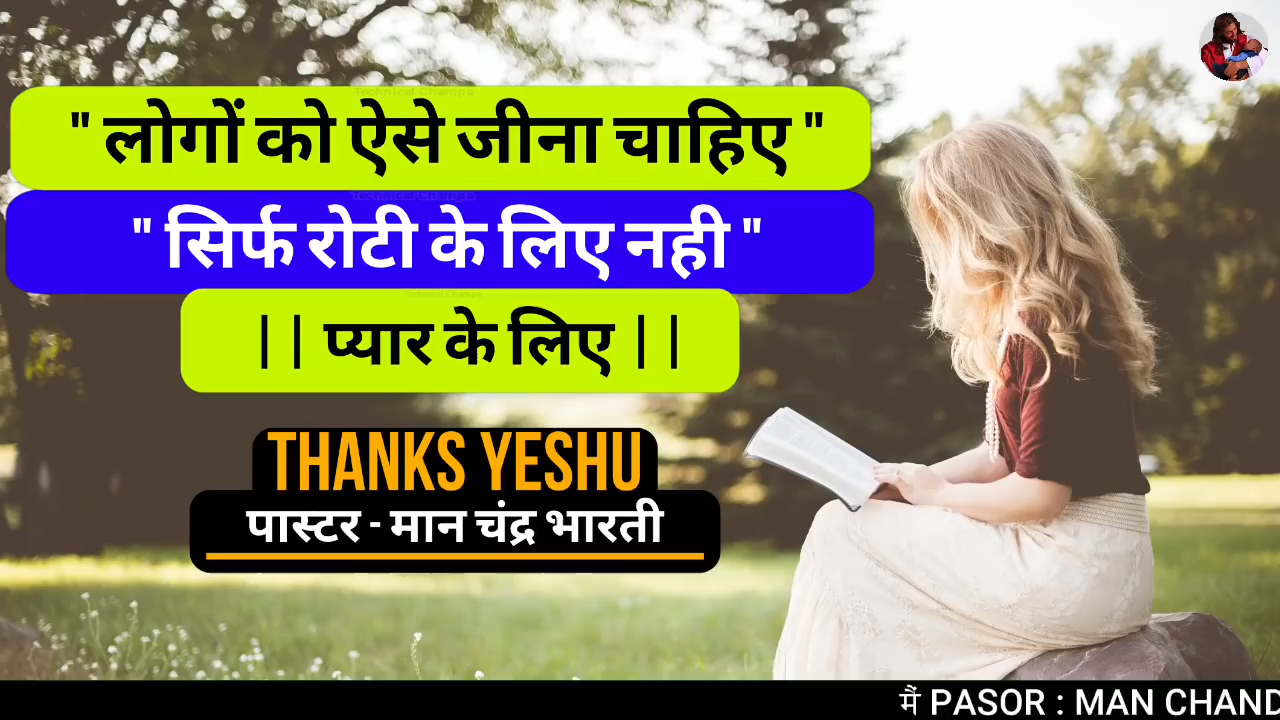 " लोगों को ऐसे जीना चाहिए "
" सिर्फ रोटी के लिए नही "
|| प्यार के लिए ||
THANKS YESHU
पास्टर - मान चंद्र भारती
मैं PASOR : MAN CHAND